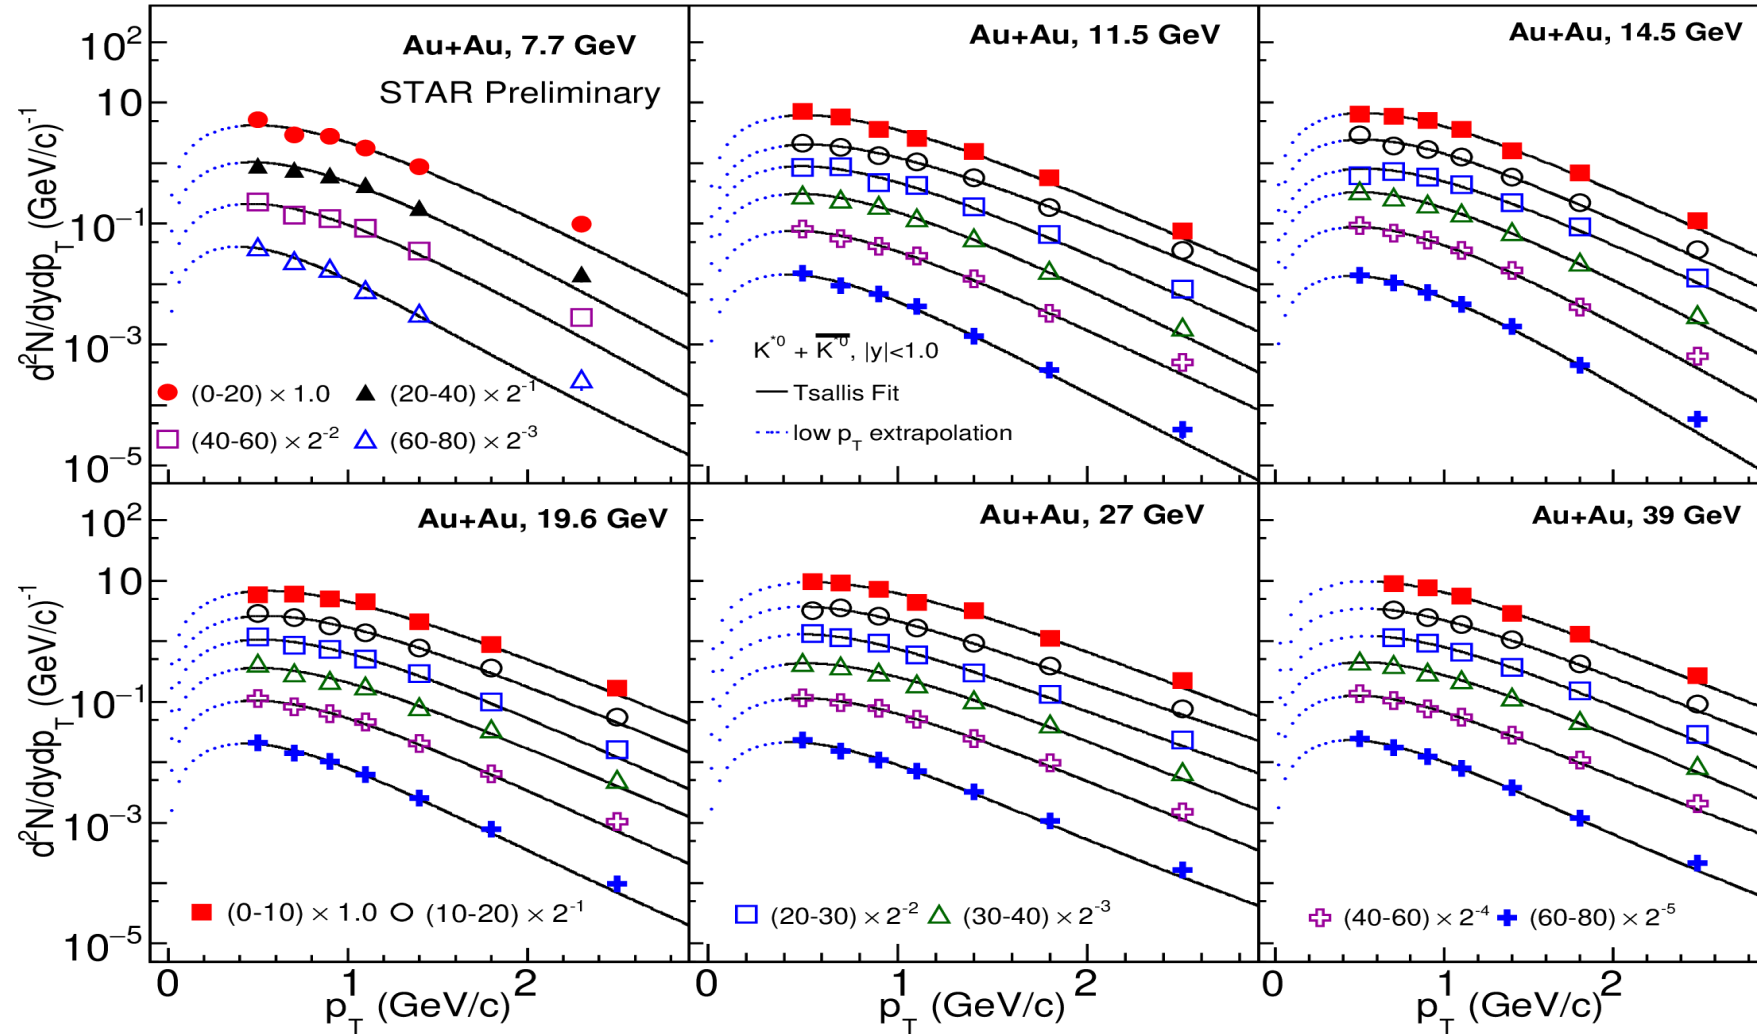 Au+Au, 7.7 GeV
STAR Preliminary
Au+Au, 11.5 GeV
Au+Au, 14.5 GeV
d²N/dydp_T (GeV/c)⁻¹
10²
10
10⁻¹
10⁻³
10⁻⁵
(0-20) × 1.0
(20-40) × 2⁻¹
(40-60) × 2⁻²
(60-80) × 2⁻³
K*⁰ + K̅*⁰, |y|<1.0
Tsallis Fit
low p_T extrapolation
Au+Au, 19.6 GeV
Au+Au, 27 GeV
Au+Au, 39 GeV
d²N/dydp_T (GeV/c)⁻¹
10²
10
10⁻¹
10⁻³
10⁻⁵
(0-10) × 1.0
(10-20) × 2⁻¹
(20-30) × 2⁻²
(30-40) × 2⁻³
(40-60) × 2⁻⁴
(60-80) × 2⁻⁵
0 1 2
0 1 2
0 1 2
p_T (GeV/c)
p_T (GeV/c)
p_T (GeV/c)